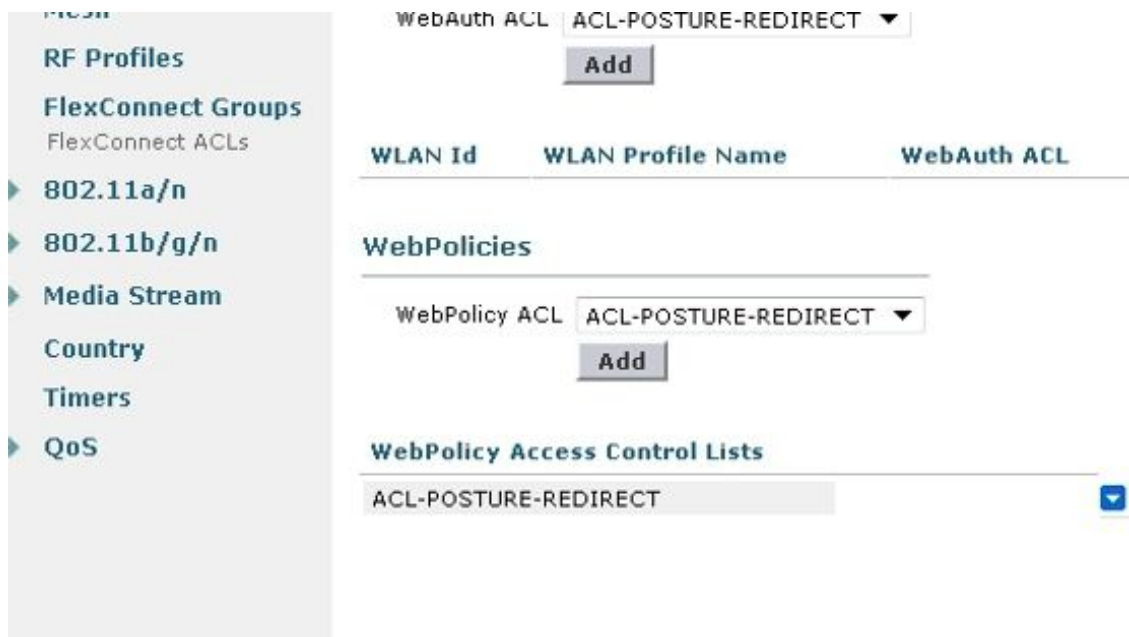 Mesh
RF Profiles
FlexConnect Groups
FlexConnect ACLs
802.11a/n
802.11b/g/n
Media Stream
Country
Timers
QoS
WebAuth ACL ACL-POSTURE-REDIRECT
Add
WLAN Id WLAN Profile Name WebAuth ACL
WebPolicies
WebPolicy ACL ACL-POSTURE-REDIRECT
Add
WebPolicy Access Control Lists
ACL-POSTURE-REDIRECT